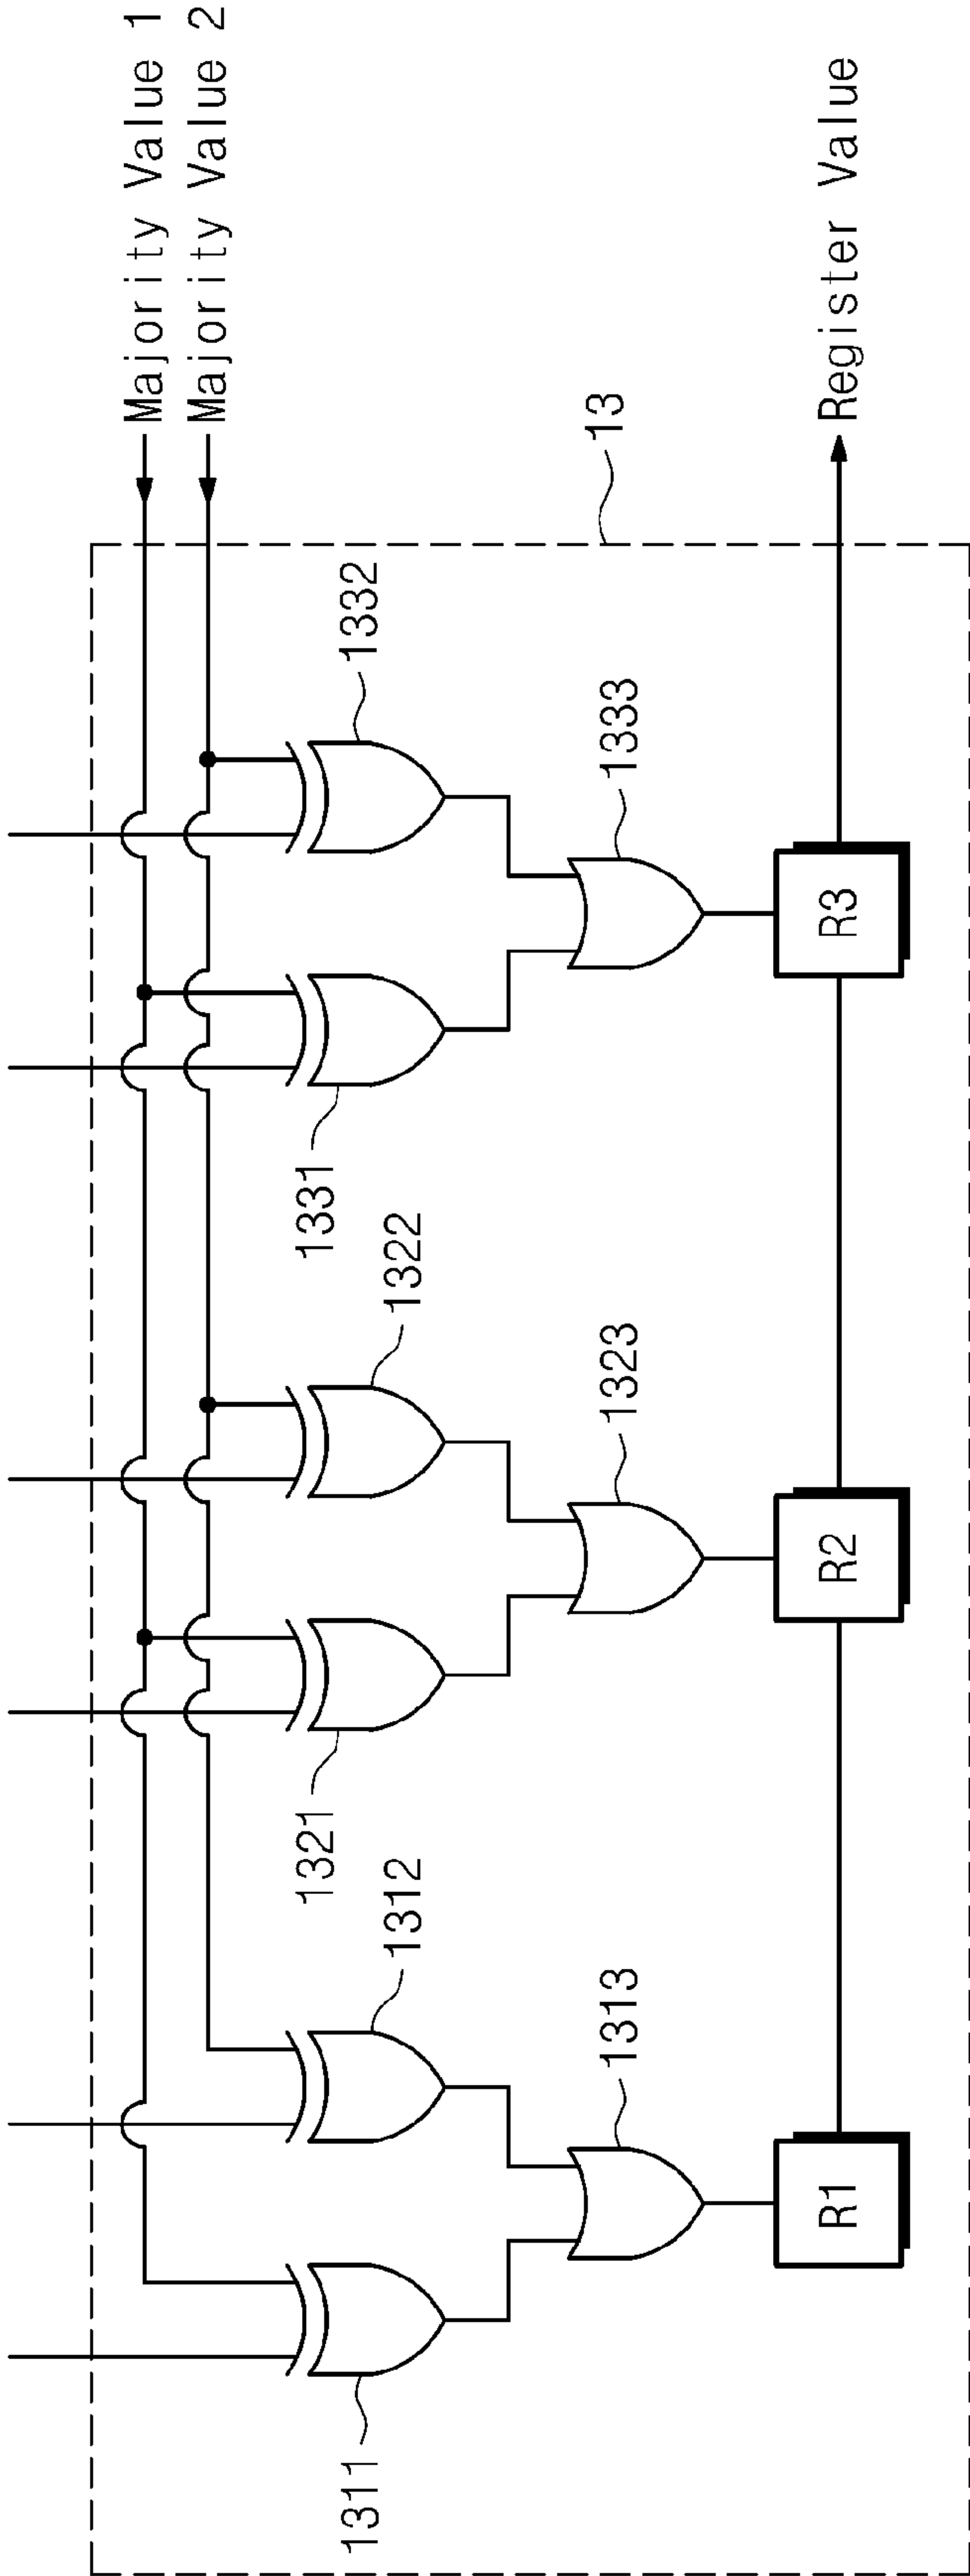 Majority Value 1
Majority Value 2
13
1311
1312
1321
1322
1331
1332
1313
1323
1333
R1
R2
R3
Register Value